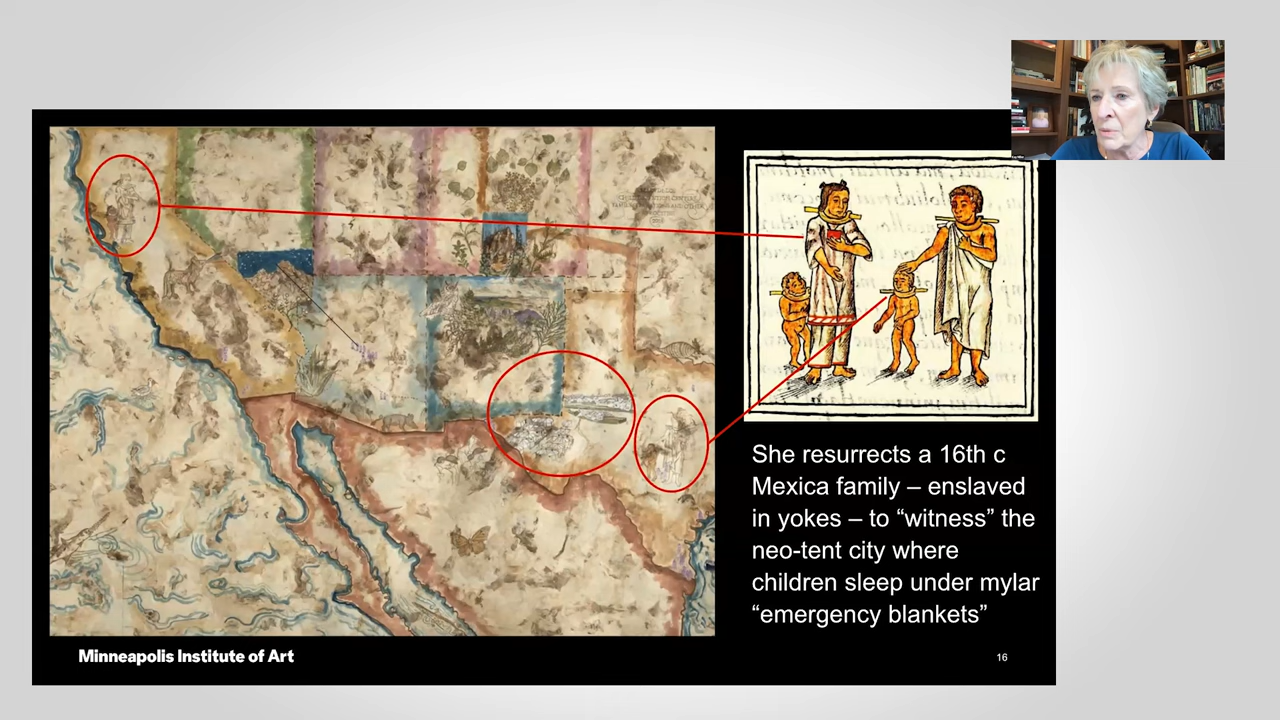 She resurrects a 16th c
Mexica family – enslaved
in yokes – to “witness” the
neo-tent city where
children sleep under mylar
“emergency blankets”
Minneapolis Institute of Art
16